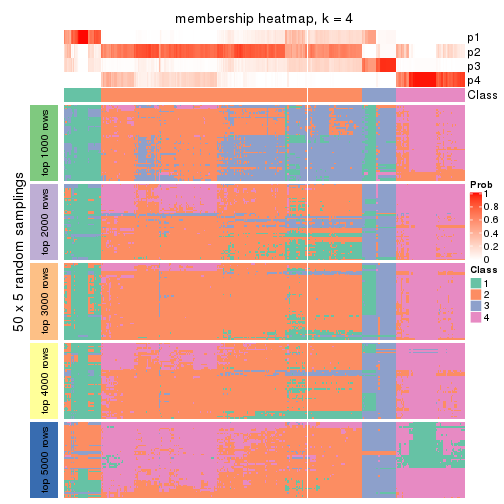 membership heatmap, k = 4
p1
p2
p3
p4
Class
50 x 5 random samplings
top 1000 rows
top 2000 rows
top 3000 rows
top 4000 rows
top 5000 rows
Prob
1
0.8
0.6
0.4
0.2
0
Class
1
2
3
4